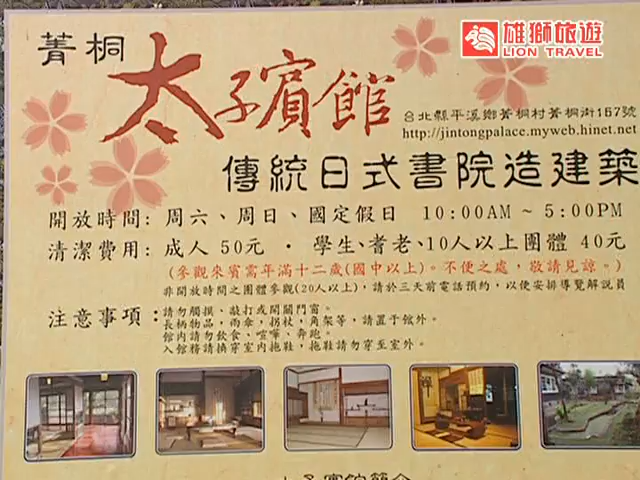 雄獅旅遊
LION TRAVEL
菁桐
太子賓館
台北縣平溪鄉菁桐村菁桐街167號
http://jintongpalace.myweb.hinet.net
傳統日式書院造建築
開放時間: 周六、周日、國定假日 10:00AM ~ 5:00PM
清潔費用: 成人 50元 · 學生、耆老、10人以上團體 40元
(參觀來賓需年滿十二歲(國中以上)。不便之處,敬請見諒。)
非開放時間之團體參觀(20人以上),請於三天前電話預約,以便安排導覽解說員
注意事項: 請勿觸摸、敲打或開關門窗。
長柄物品,雨傘,拐杖,角架等,請置于館外。
館內請勿飲食、喧嘩、奔跑。
入館務請換穿室內拖鞋,拖鞋請勿穿至室外。